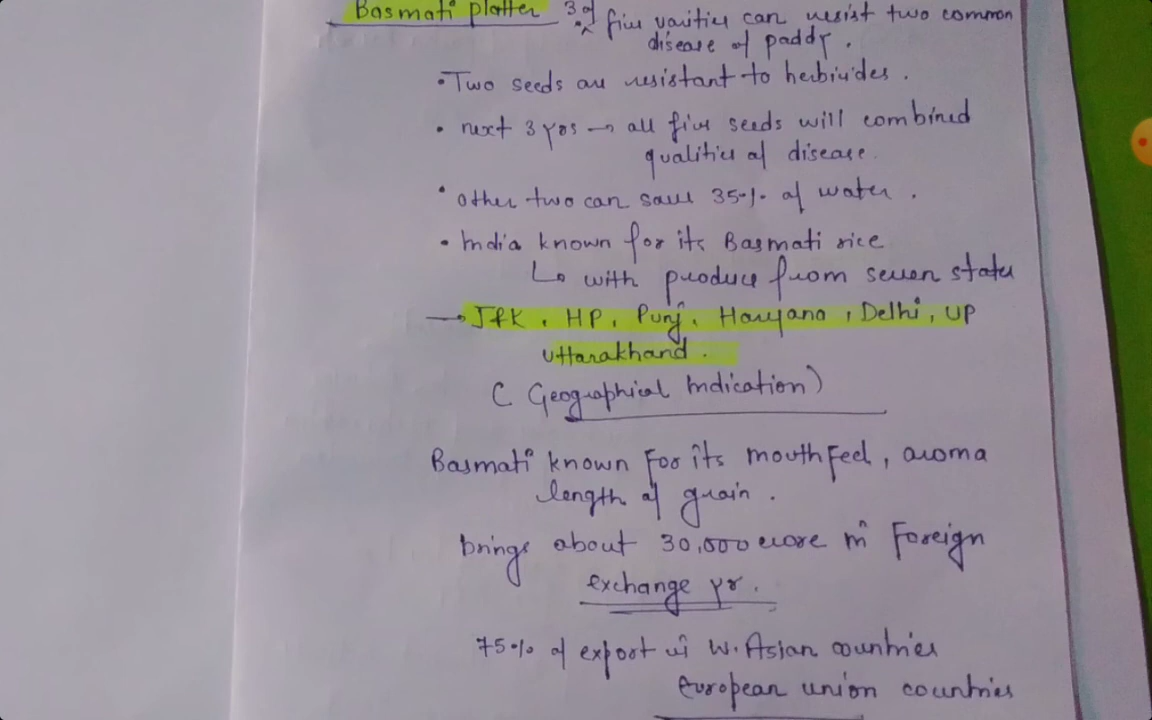 Basmati platter 3 of five varities can resist two common
disease of paddy.
• Two seeds are resistant to herbivides.
• next 3 yrs → all five seeds will combined
qualities of disease.
• other two can save 35% of water.
• India known for its Basmati rice
↳ with produce from seven states
→ J&K, HP, Punj, Haryana, Delhi, UP
Uttarakhand.
( Geographical Indication)
Basmati known for its mouthfeel, aroma
length of grain.
brings about 30,000 crore in Foreign
exchange yr.
75% of export in W. Asian countries
European union countries